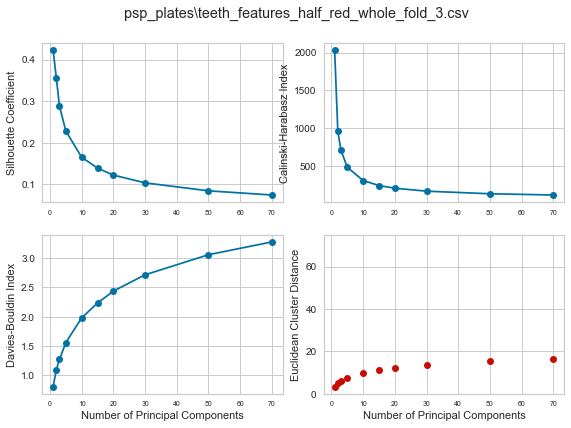 psp_plates\teeth_features_half_red_whole_fold_3.csv
Silhouette Coefficient
0.4
0.3
0.2
0.1
0 10 20 30 40 50 60 70
Calinski-Harabasz Index
2000
1500
1000
500
0 10 20 30 40 50 60 70
Davies-Bouldin Index
3.0
2.5
2.0
1.5
1.0
0 10 20 30 40 50 60 70
Number of Principal Components
Euclidean Cluster Distance
60
40
20
0
0 10 20 30 40 50 60 70
Number of Principal Components